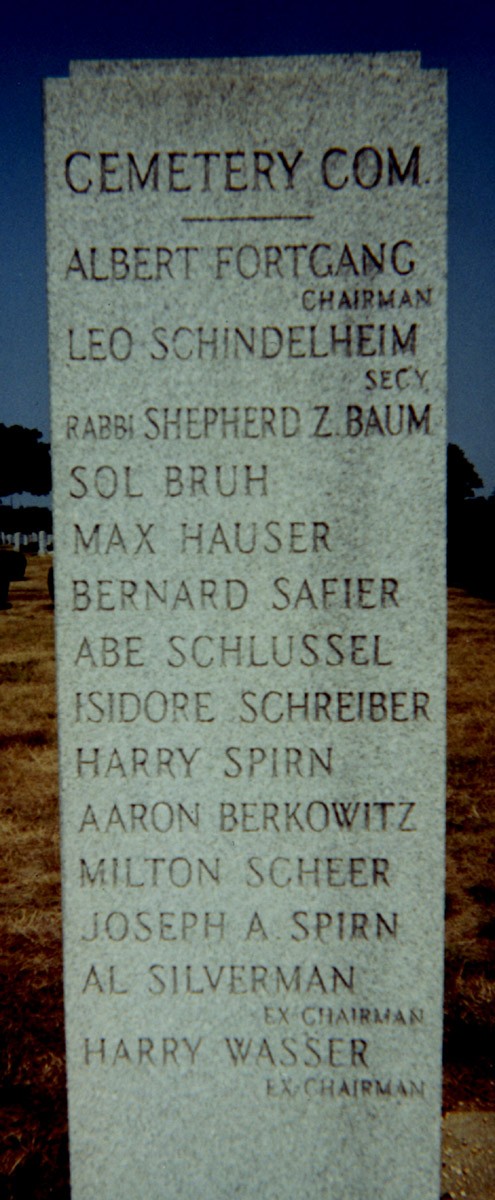 CEMETERY COM.
ALBERT FORTGANG
CHAIRMAN
LEO SCHINDELHEIM
SECY
RABBI SHEPHERD Z. BAUM
SOL BRUH
MAX HAUSER
BERNARD SAFIER
ABE SCHLUSSEL
ISIDORE SCHREIBER
HARRY SPIRN
AARON BERKOWITZ
MILTON SCHEER
JOSEPH A. SPIRN
AL SILVERMAN
EX-CHAIRMAN
HARRY WASSER
EX-CHAIRMAN